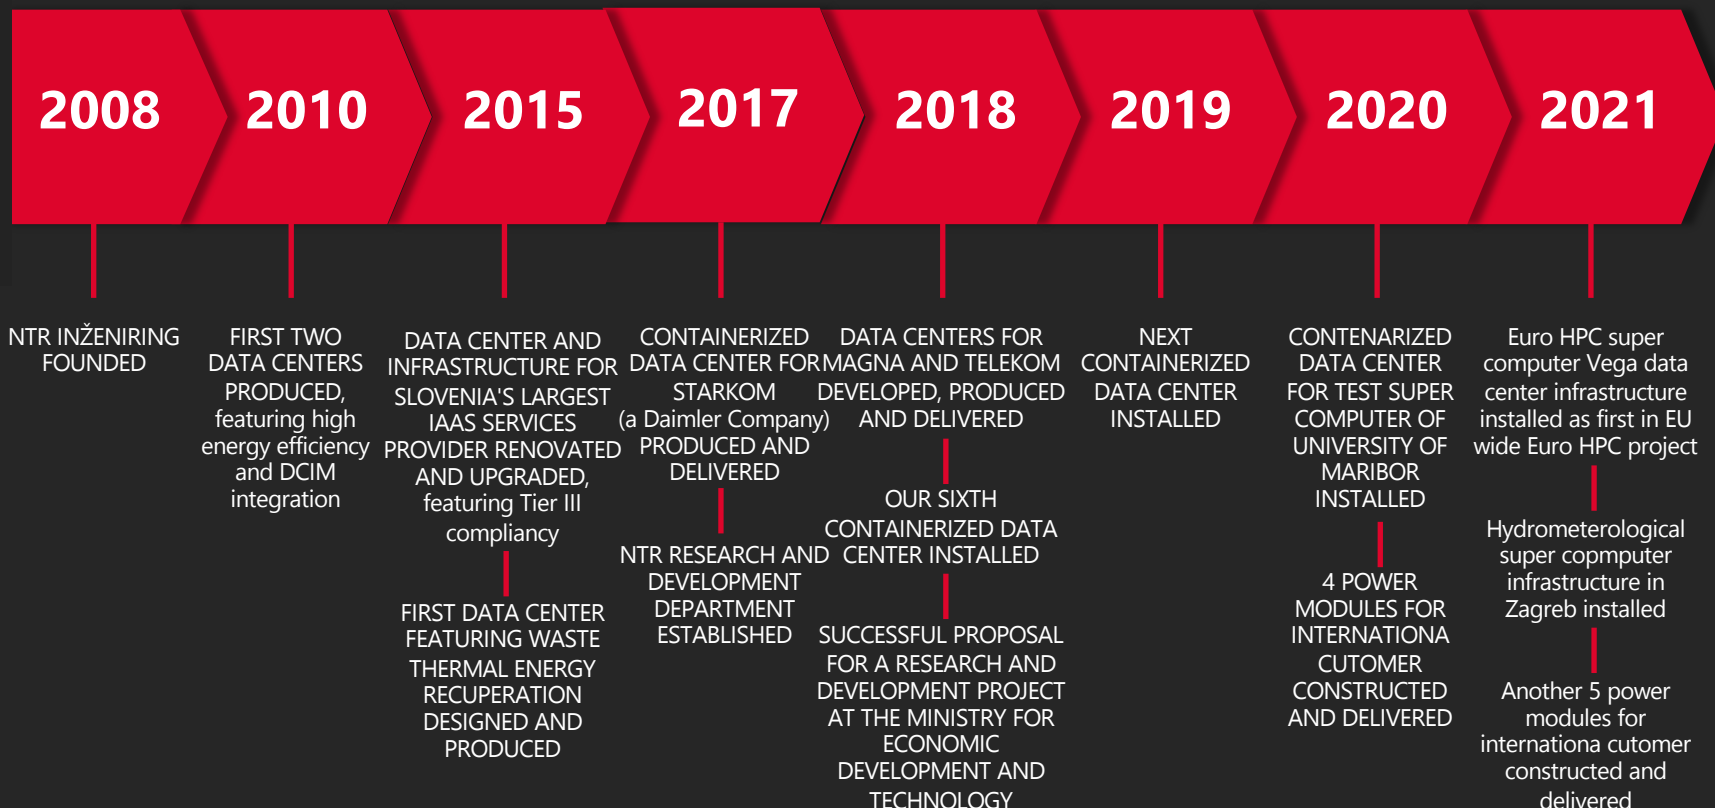 2008
2010
2015
2017
2018
2019
2020
2021
NTR INŽENIRING
FOUNDED
FIRST TWO
DATA CENTERS
PRODUCED,
featuring high
energy efficiency
and DCIM
integration
DATA CENTER AND
INFRASTRUCTURE FOR
SLOVENIA'S LARGEST
IAAS SERVICES
PROVIDER RENOVATED
AND UPGRADED,
featuring Tier III
compliancy
FIRST DATA CENTER
FEATURING WASTE
THERMAL ENERGY
RECUPERATION
DESIGNED AND
PRODUCED
CONTAINERIZED
DATA CENTER FOR
STARKOM
(a Daimler Company)
PRODUCED AND
DELIVERED
NTR RESEARCH AND
DEVELOPMENT
DEPARTMENT
ESTABLISHED
DATA CENTERS FOR
MAGNA AND TELEKOM
DEVELOPED, PRODUCED
AND DELIVERED
OUR SIXTH
CONTAINERIZED DATA
CENTER INSTALLED
SUCCESSFUL PROPOSAL
FOR A RESEARCH AND
DEVELOPMENT PROJECT
AT THE MINISTRY FOR
ECONOMIC
DEVELOPMENT AND
TECHNOLOGY
NEXT
CONTAINERIZED
DATA CENTER
INSTALLED
CONTENARIZED
DATA CENTER
FOR TEST SUPER
COMPUTER OF
UNIVERSITY OF
MARIBOR
INSTALLED
4 POWER
MODULES FOR
INTERNATIONA
CUTOMER
CONSTRUCTED
AND DELIVERED
Euro HPC super
computer Vega data
center infrastructure
installed as first in EU
wide Euro HPC project
Hydrometerological
super copmputer
infrastructure in
Zagreb installed
Another 5 power
modules for
internationa cutomer
constructed and
delivered